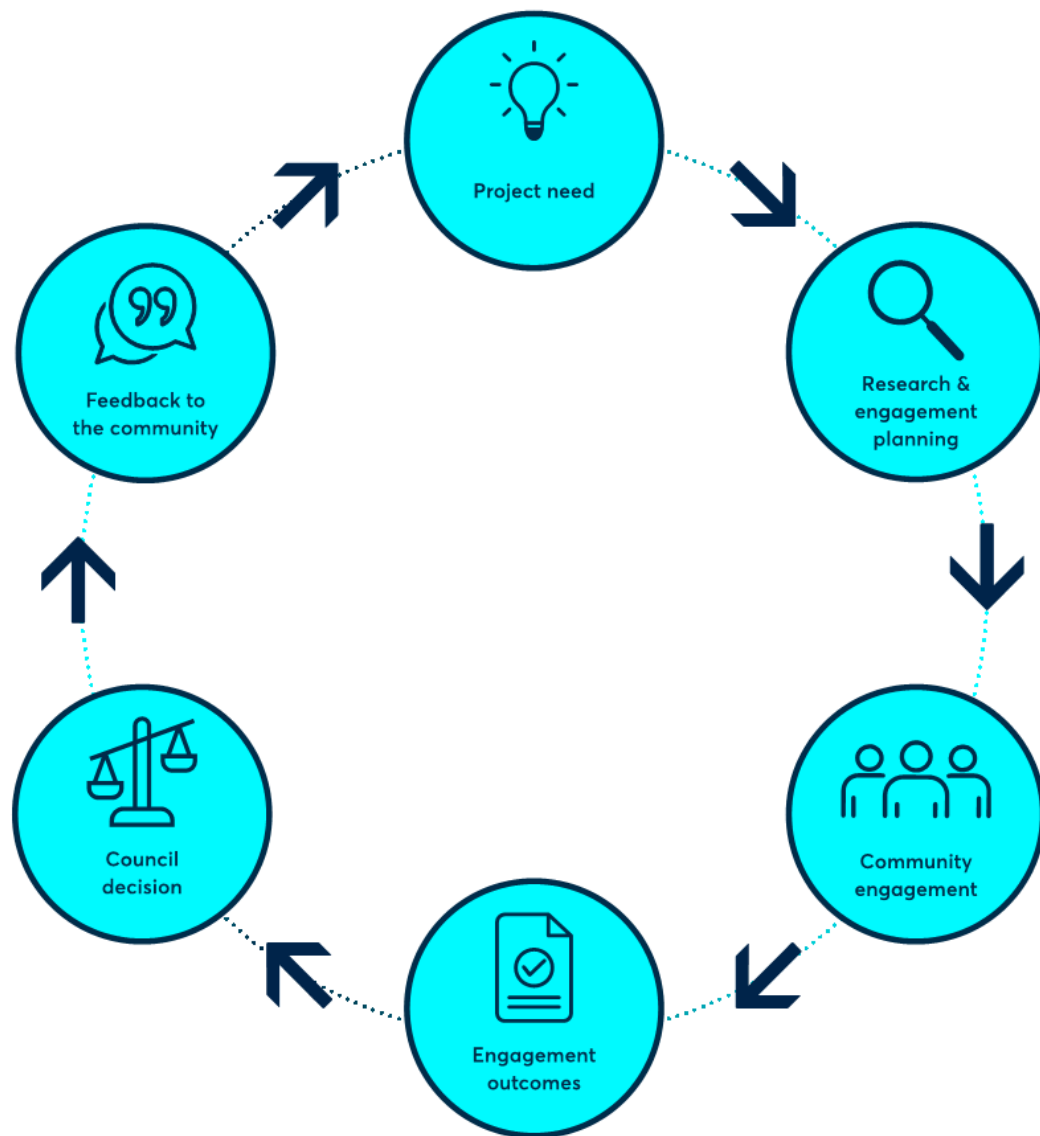 Project need
Research &
engagement
planning
Community
engagement
Engagement
outcomes
Council
decision
Feedback to
the community